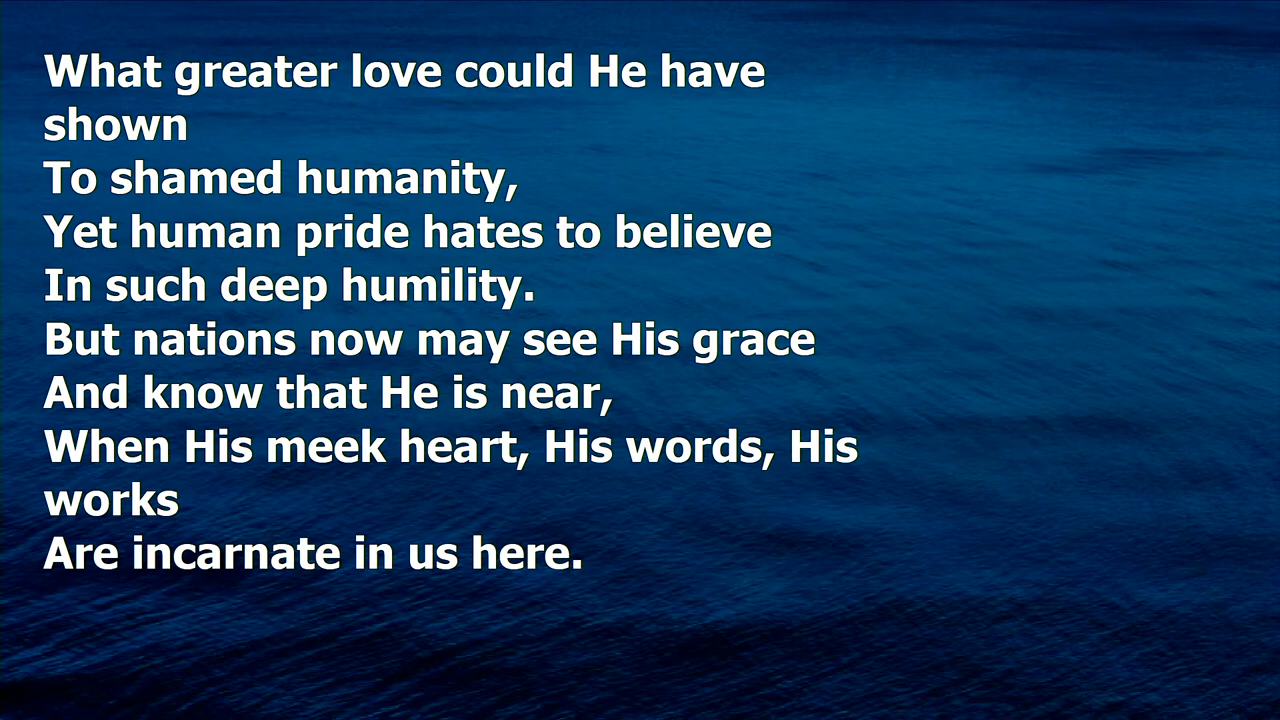 What greater love could He have
shown
To shamed humanity,
Yet human pride hates to believe
In such deep humility.
But nations now may see His grace
And know that He is near,
When His meek heart, His words, His
works
Are incarnate in us here.